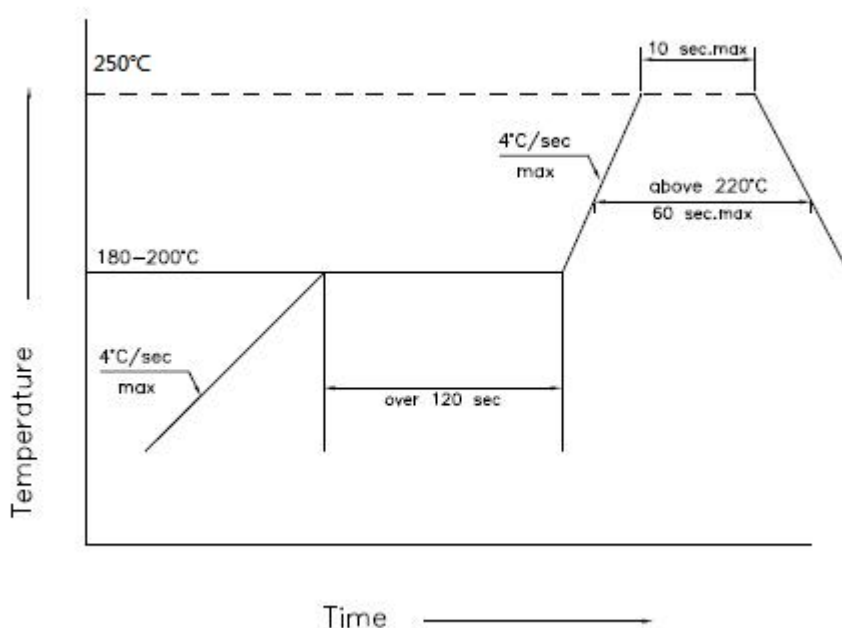 10 sec.max
250℃
4°C/sec
max
above 220°C
60 sec.max
180-200°C
4°C/sec
max
over 120 sec
Temperature
Time